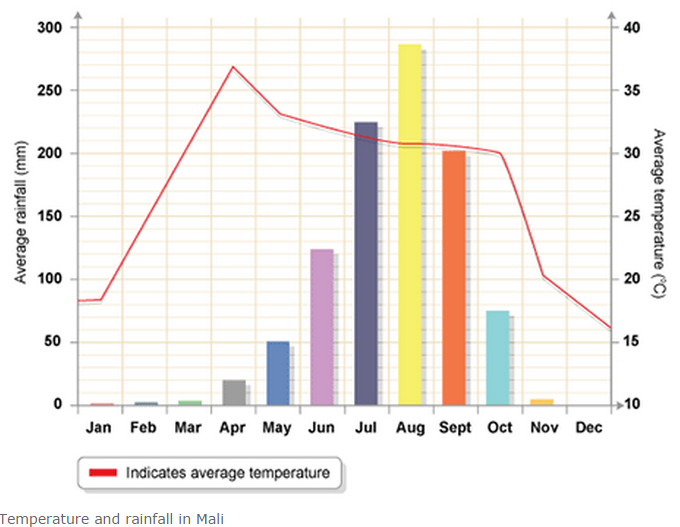 300
250
200
150
100
50
0
Average rainfall (mm)
40
35
30
25
20
15
10
Average temperature (°C)
Jan Feb Mar Apr May Jun Jul Aug Sept Oct Nov Dec
Indicates average temperature
Temperature and rainfall in Mali